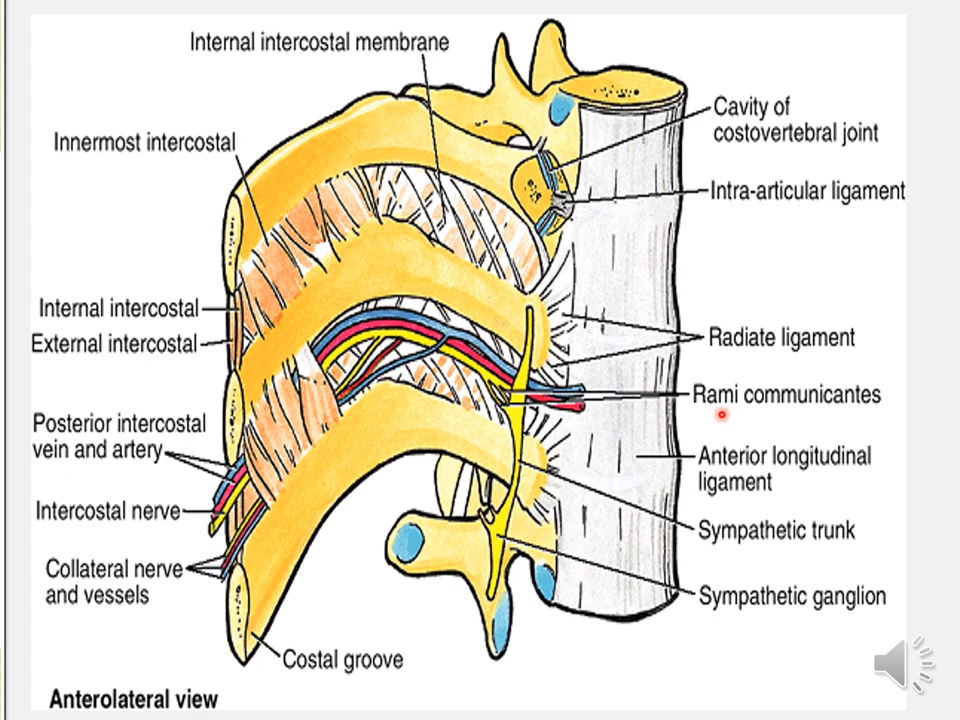 Internal intercostal membrane
Innermost intercostal
Cavity of
costovertebral joint
Intra-articular ligament
Internal intercostal
External intercostal
Radiate ligament
Rami communicantes
Posterior intercostal
vein and artery
Anterior longitudinal
ligament
Intercostal nerve
Sympathetic trunk
Collateral nerve
and vessels
Sympathetic ganglion
Costal groove
Anterolateral view